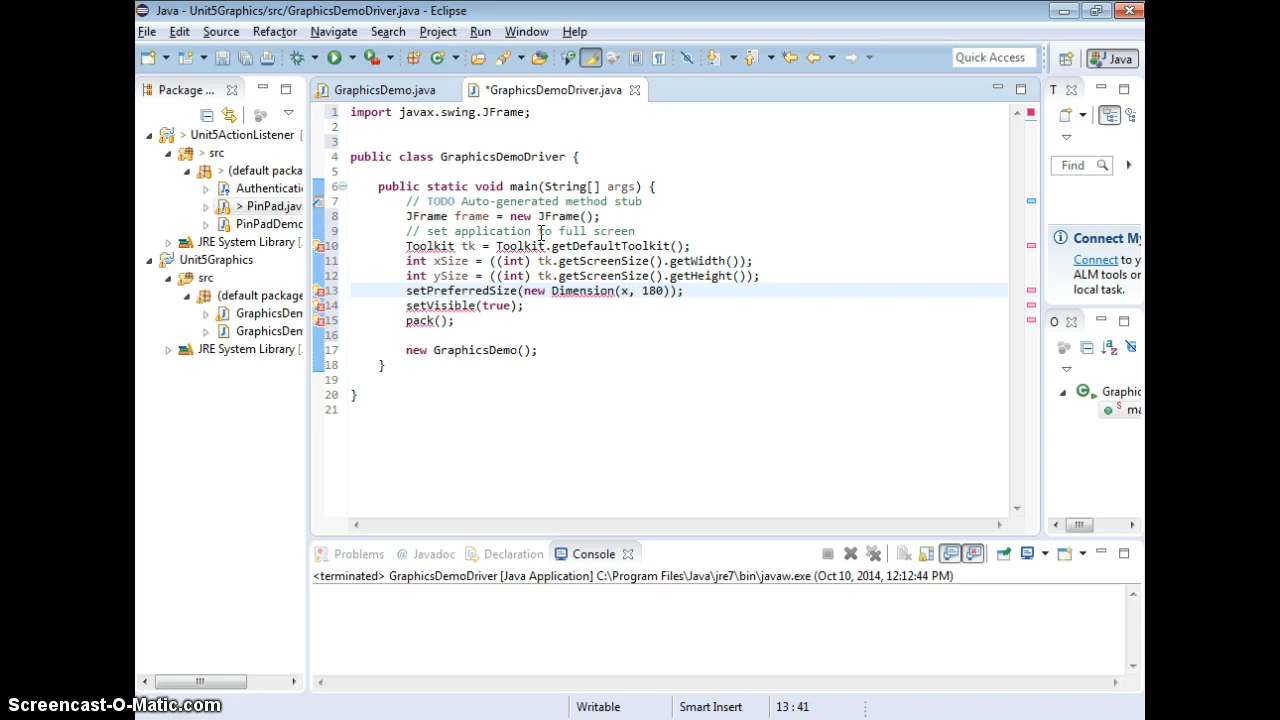 Java - Unit5Graphics/src/GraphicsDemoDriver.java - Eclipse
File Edit Source Refactor Navigate Search Project Run Window Help
Quick Access Java
Package ...
> Unit5ActionListener
> src
> (default packa
Authenticatio
> PinPad.jav
PinPadDemo
JRE System Library
Unit5Graphics
src
(default package
GraphicsDem
GraphicsDem
JRE System Library
GraphicsDemo.java *GraphicsDemoDriver.java
1 import javax.swing.JFrame;
2
3
4 public class GraphicsDemoDriver {
5
6 public static void main(String[] args) {
7 // TODO Auto-generated method stub
8 JFrame frame = new JFrame();
9 // set application to full screen
10 Toolkit tk = Toolkit.getDefaultToolkit();
11 int xSize = ((int) tk.getScreenSize().getWidth());
12 int ySize = ((int) tk.getScreenSize().getHeight());
13 setPreferredSize(new Dimension(x, 180));
14 setVisible(true);
15 pack();
16
17 new GraphicsDemo();
18 }
19
20 }
21
T
Find
Connect My
Connect to
ALM tools or
local task.
O
Graphic
S
ma
Problems @ Javadoc Declaration Console
<terminated> GraphicsDemoDriver [Java Application] C:\Program Files\Java\jre7\bin\javaw.exe (Oct 10, 2014, 12:12:44 PM)
Writable Smart Insert 13 : 41
Screencast-O-Matic.com